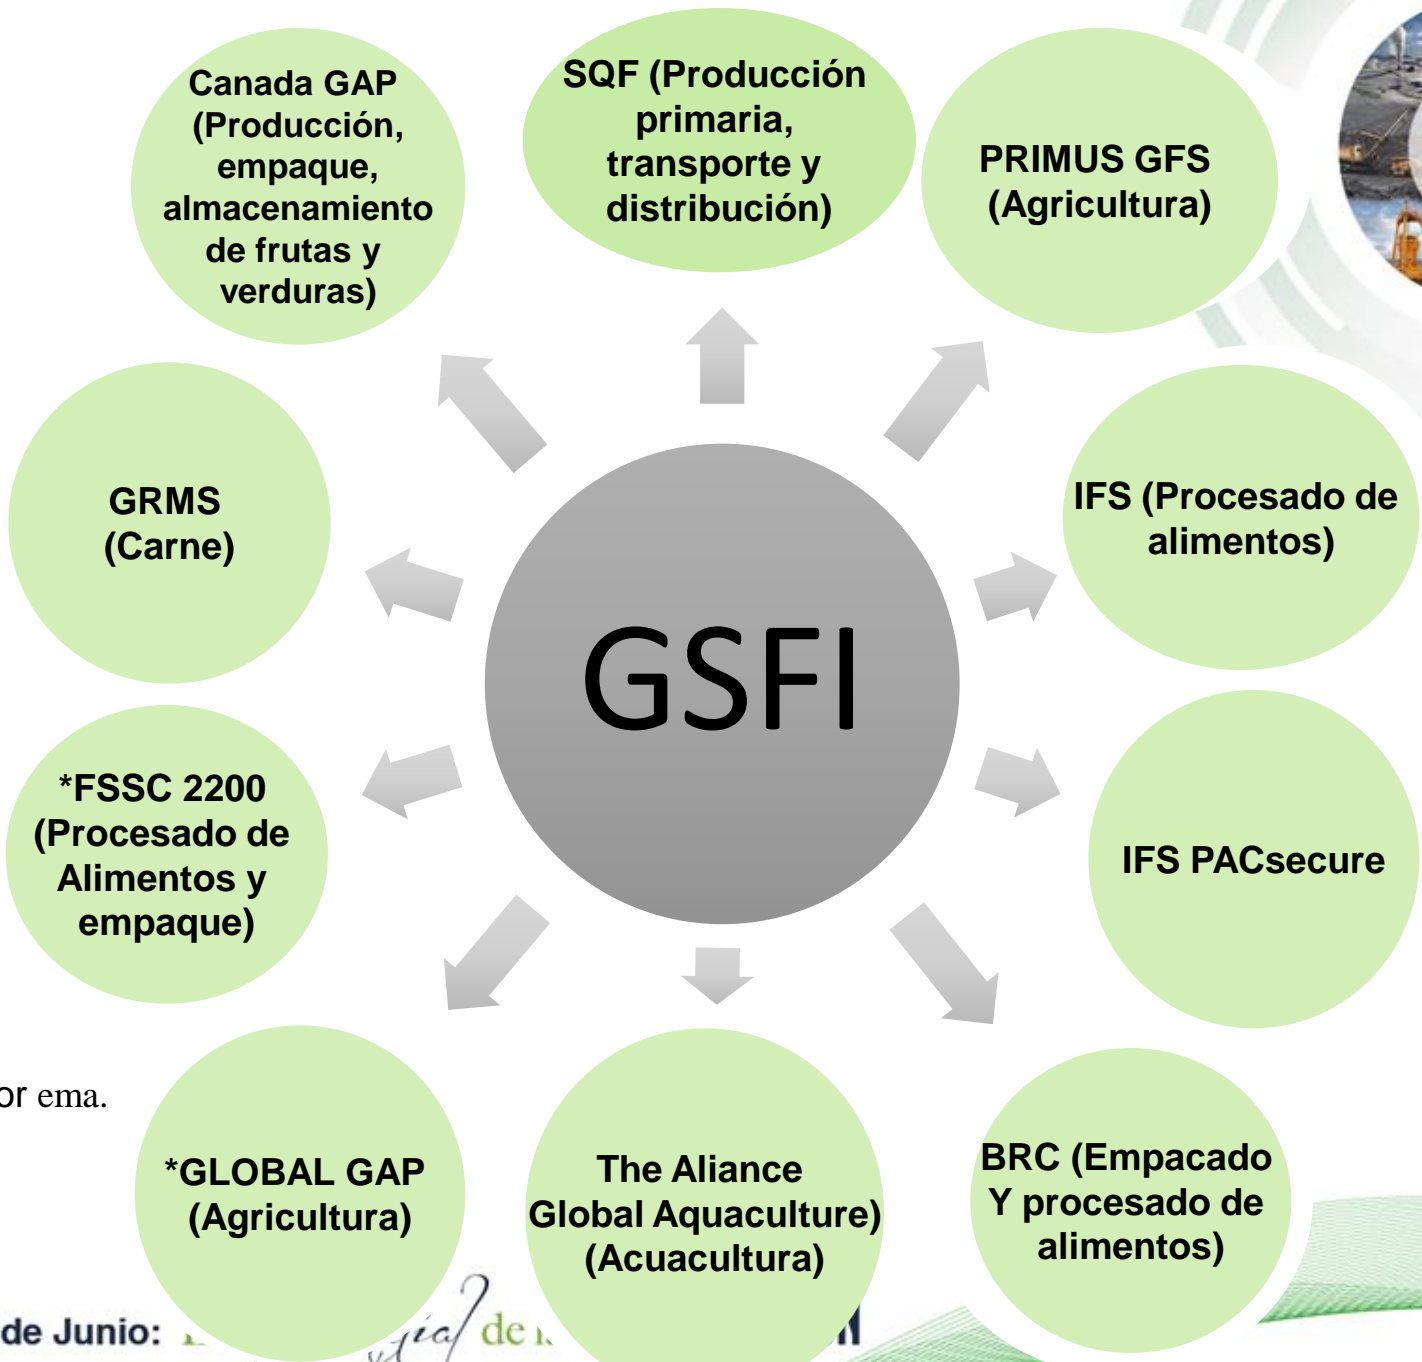 Canada GAP
(Producción,
empaque,
almacenamiento
de frutas y
verduras)
SQF (Producción
primaria,
transporte y
distribución)
PRIMUS GFS
(Agricultura)
GRMS
(Carne)
IFS (Procesado de
alimentos)
GSFI
*FSSC 2200
(Procesado de
Alimentos y
empaque)
IFS PACsecure
or ema.
*GLOBAL GAP
(Agricultura)
The Aliance
Global Aquaculture)
(Acuacultura)
BRC (Empacado
Y procesado de
alimentos)
de Junio: de